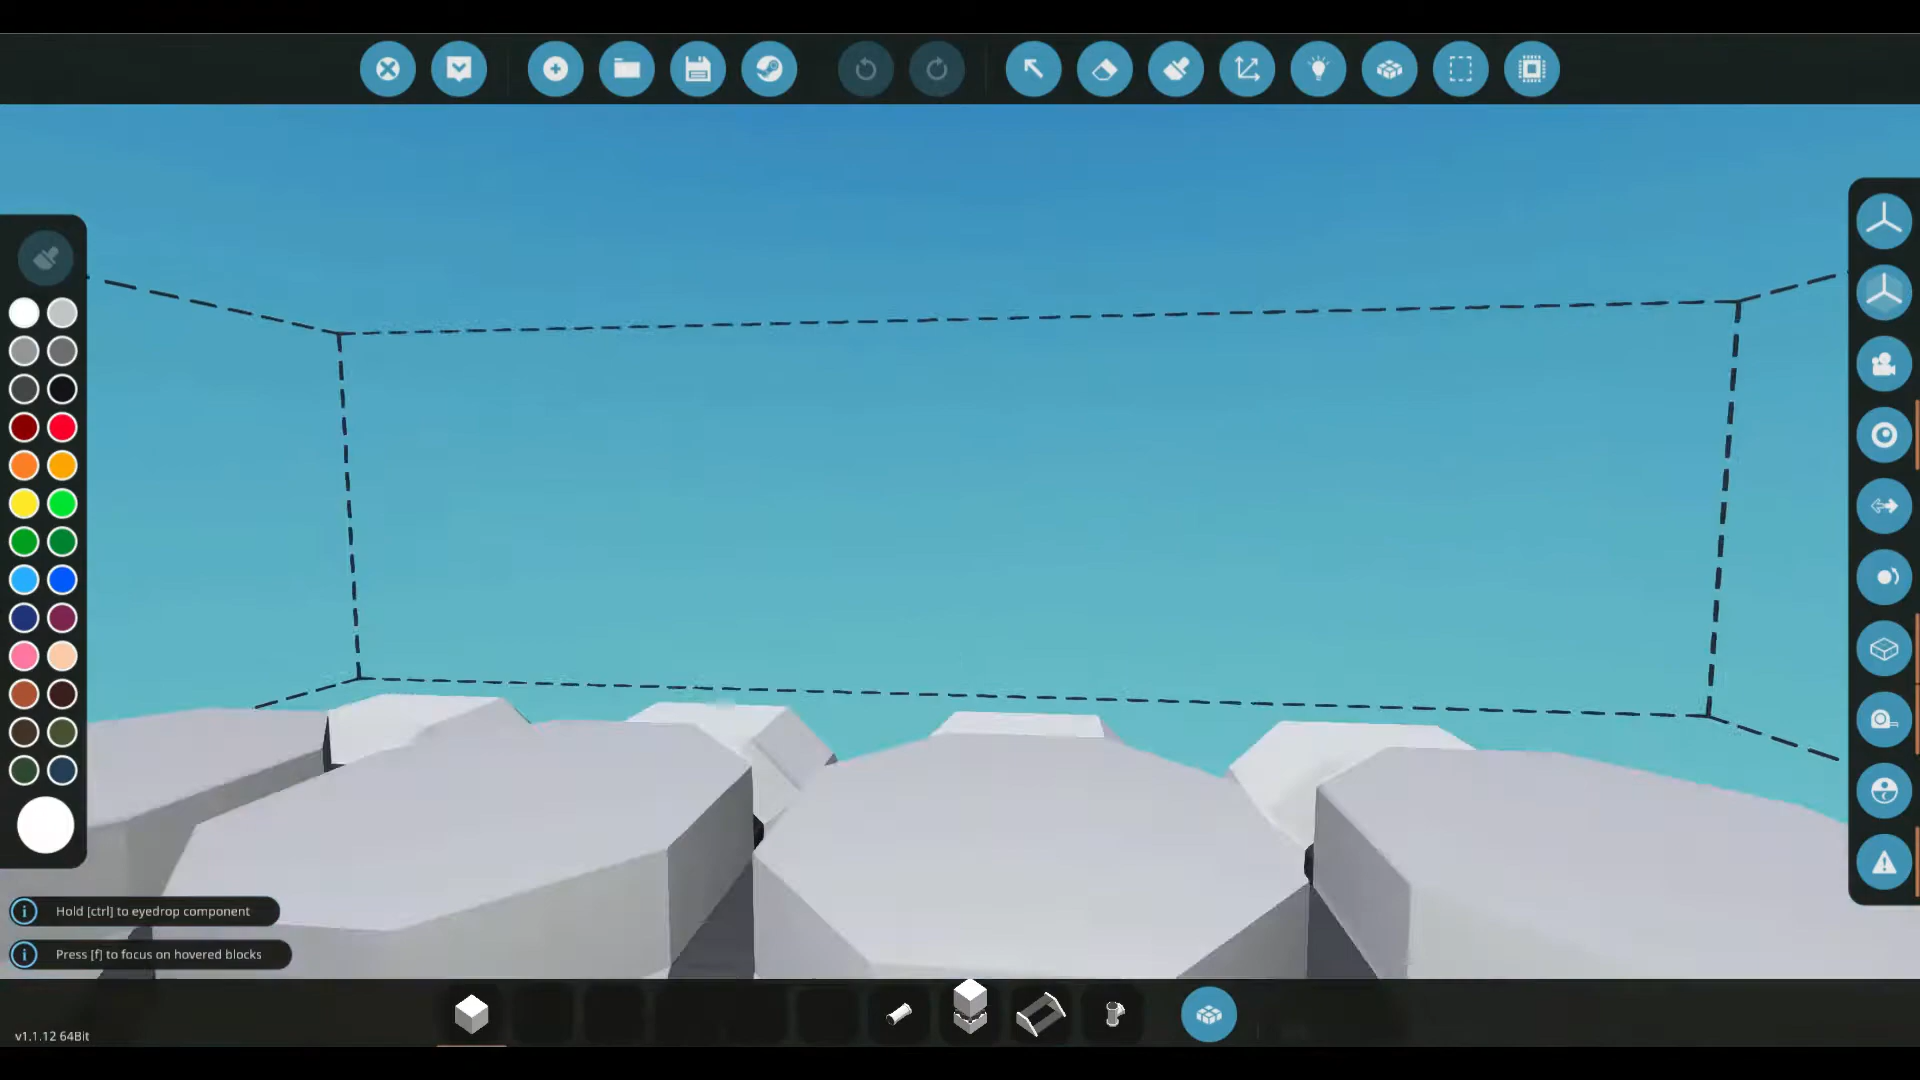 Hold [ctrl] to eyedrop component
Press [f] to focus on hovered blocks
v1.1.12 64Bit